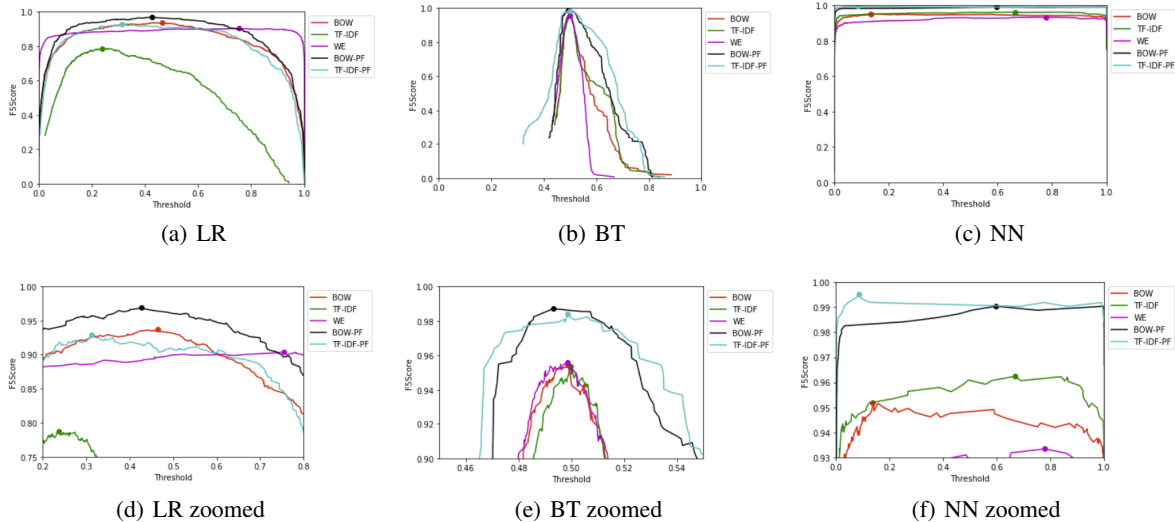 1.0
0.8
0.6
0.4
0.2
0.0
F5Score
0.0 0.2 0.4 0.6 0.8 1.0
Threshold
BOW
TF-IDF
WE
BOW-PF
TF-IDF-PF
(a) LR
1.0
0.8
0.6
0.4
0.2
0.0
F5Score
0.0 0.2 0.4 0.6 0.8 1.0
Threshold
BOW
TF-IDF
WE
BOW-PF
TF-IDF-PF
(b) BT
1.0
0.8
0.6
0.4
0.2
0.0
F5Score
0.0 0.2 0.4 0.6 0.8 1.0
Threshold
BOW
TF-IDF
WE
BOW-PF
TF-IDF-PF
(c) NN
1.00
0.95
0.90
0.85
0.80
0.75
F5Score
0.2 0.3 0.4 0.5 0.6 0.7 0.8
Threshold
BOW
TF-IDF
WE
BOW-PF
TF-IDF-PF
(d) LR zoomed
1.00
0.98
0.96
0.94
0.92
0.90
F5Score
0.46 0.48 0.50 0.52 0.54
Threshold
BOW
TF-IDF
WE
BOW-PF
TF-IDF-PF
(e) BT zoomed
1.00
0.99
0.98
0.97
0.96
0.95
0.94
0.93
F5Score
0.0 0.2 0.4 0.6 0.8 1.0
Threshold
BOW
TF-IDF
WE
BOW-PF
TF-IDF-PF
(f) NN zoomed